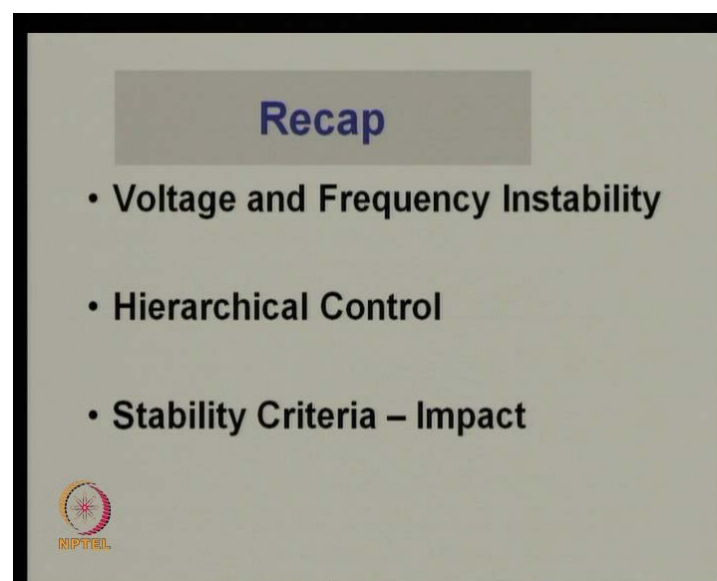 Recap
• Voltage and Frequency Instability
• Hierarchical Control
• Stability Criteria – Impact
NPTEL